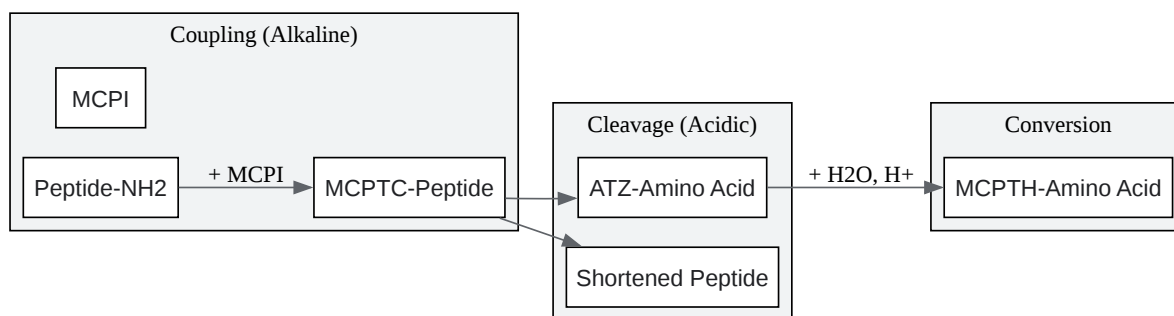 Coupling (Alkaline)
MCPI
Peptide-NH2
+ MCPI
MCPTC-Peptide
Cleavage (Acidic)
ATZ-Amino Acid
Shortened Peptide
+ H2O, H+
Conversion
MCPTH-Amino Acid